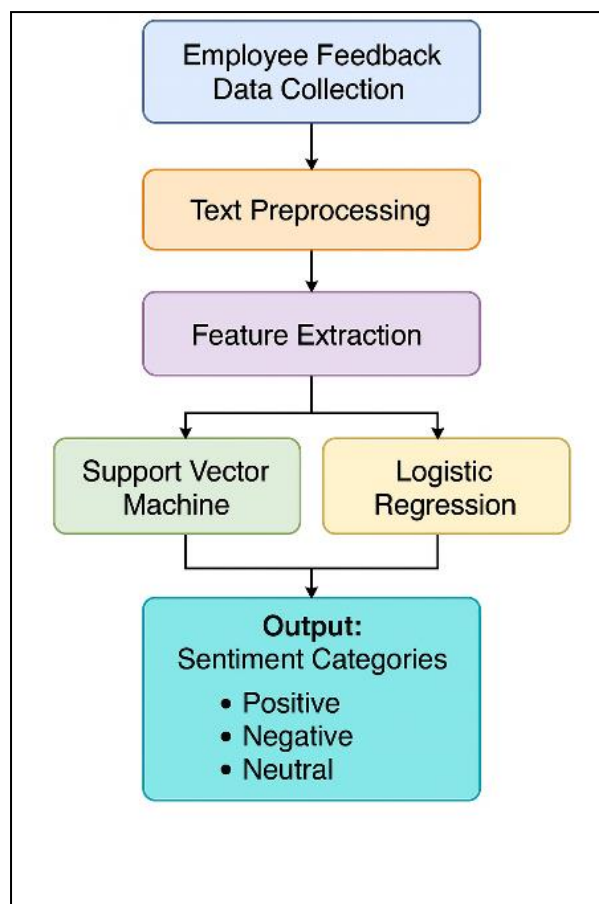 Employee Feedback
Data Collection
Text Preprocessing
Feature Extraction
Support Vector
Machine
Logistic
Regression
Output:
Sentiment Categories
• Positive
• Negative
• Neutral